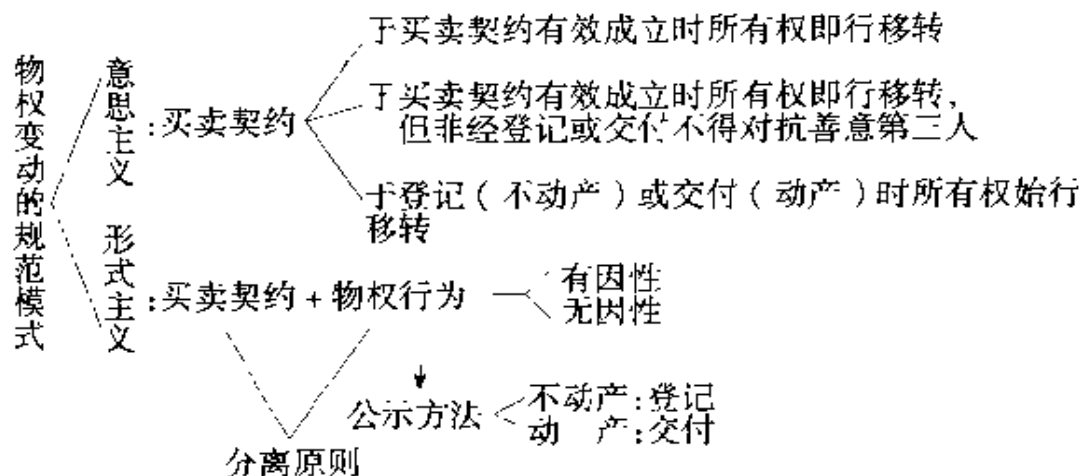 物权变动的规范模式
意思主义:买卖契约
于买卖契约有效成立时所有权即行移转
于买卖契约有效成立时所有权即行移转,
但非经登记或交付不得对抗善意第三人
于登记(不动产)或交付(动产)时所有权始行
移转
形式主义:买卖契约+物权行为
有因性
无因性
公示方法
不动产:登记
动 产:交付
分离原则